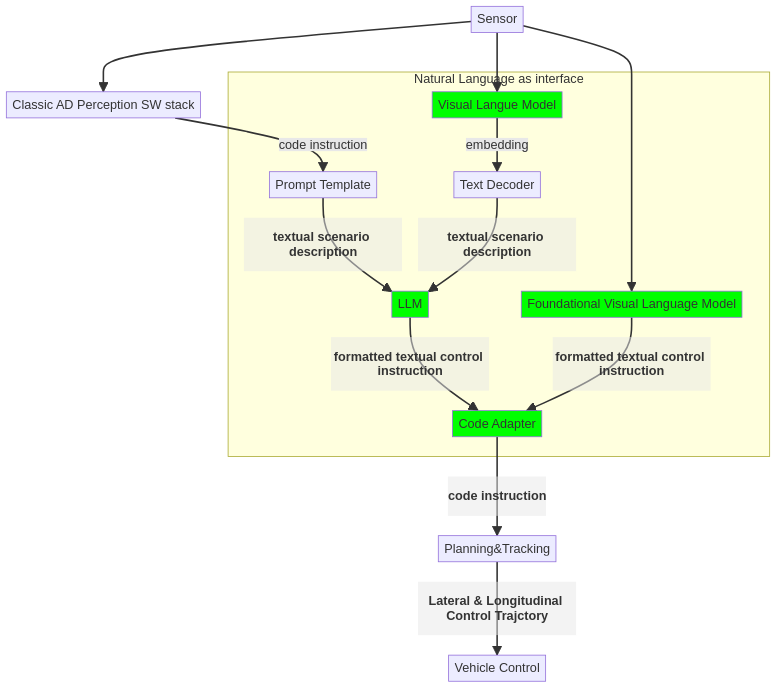 Sensor
Natural Language as interface
Classic AD Perception SW stack
Visual Langue Model
code instruction
embedding
Prompt Template
Text Decoder
textual scenario
description
textual scenario
description
LLM
Foundational Visual Language Model
formatted textual control
instruction
formatted textual control
instruction
Code Adapter
code instruction
Planning&Tracking
Lateral & Longitudinal
Control Trajctory
Vehicle Control